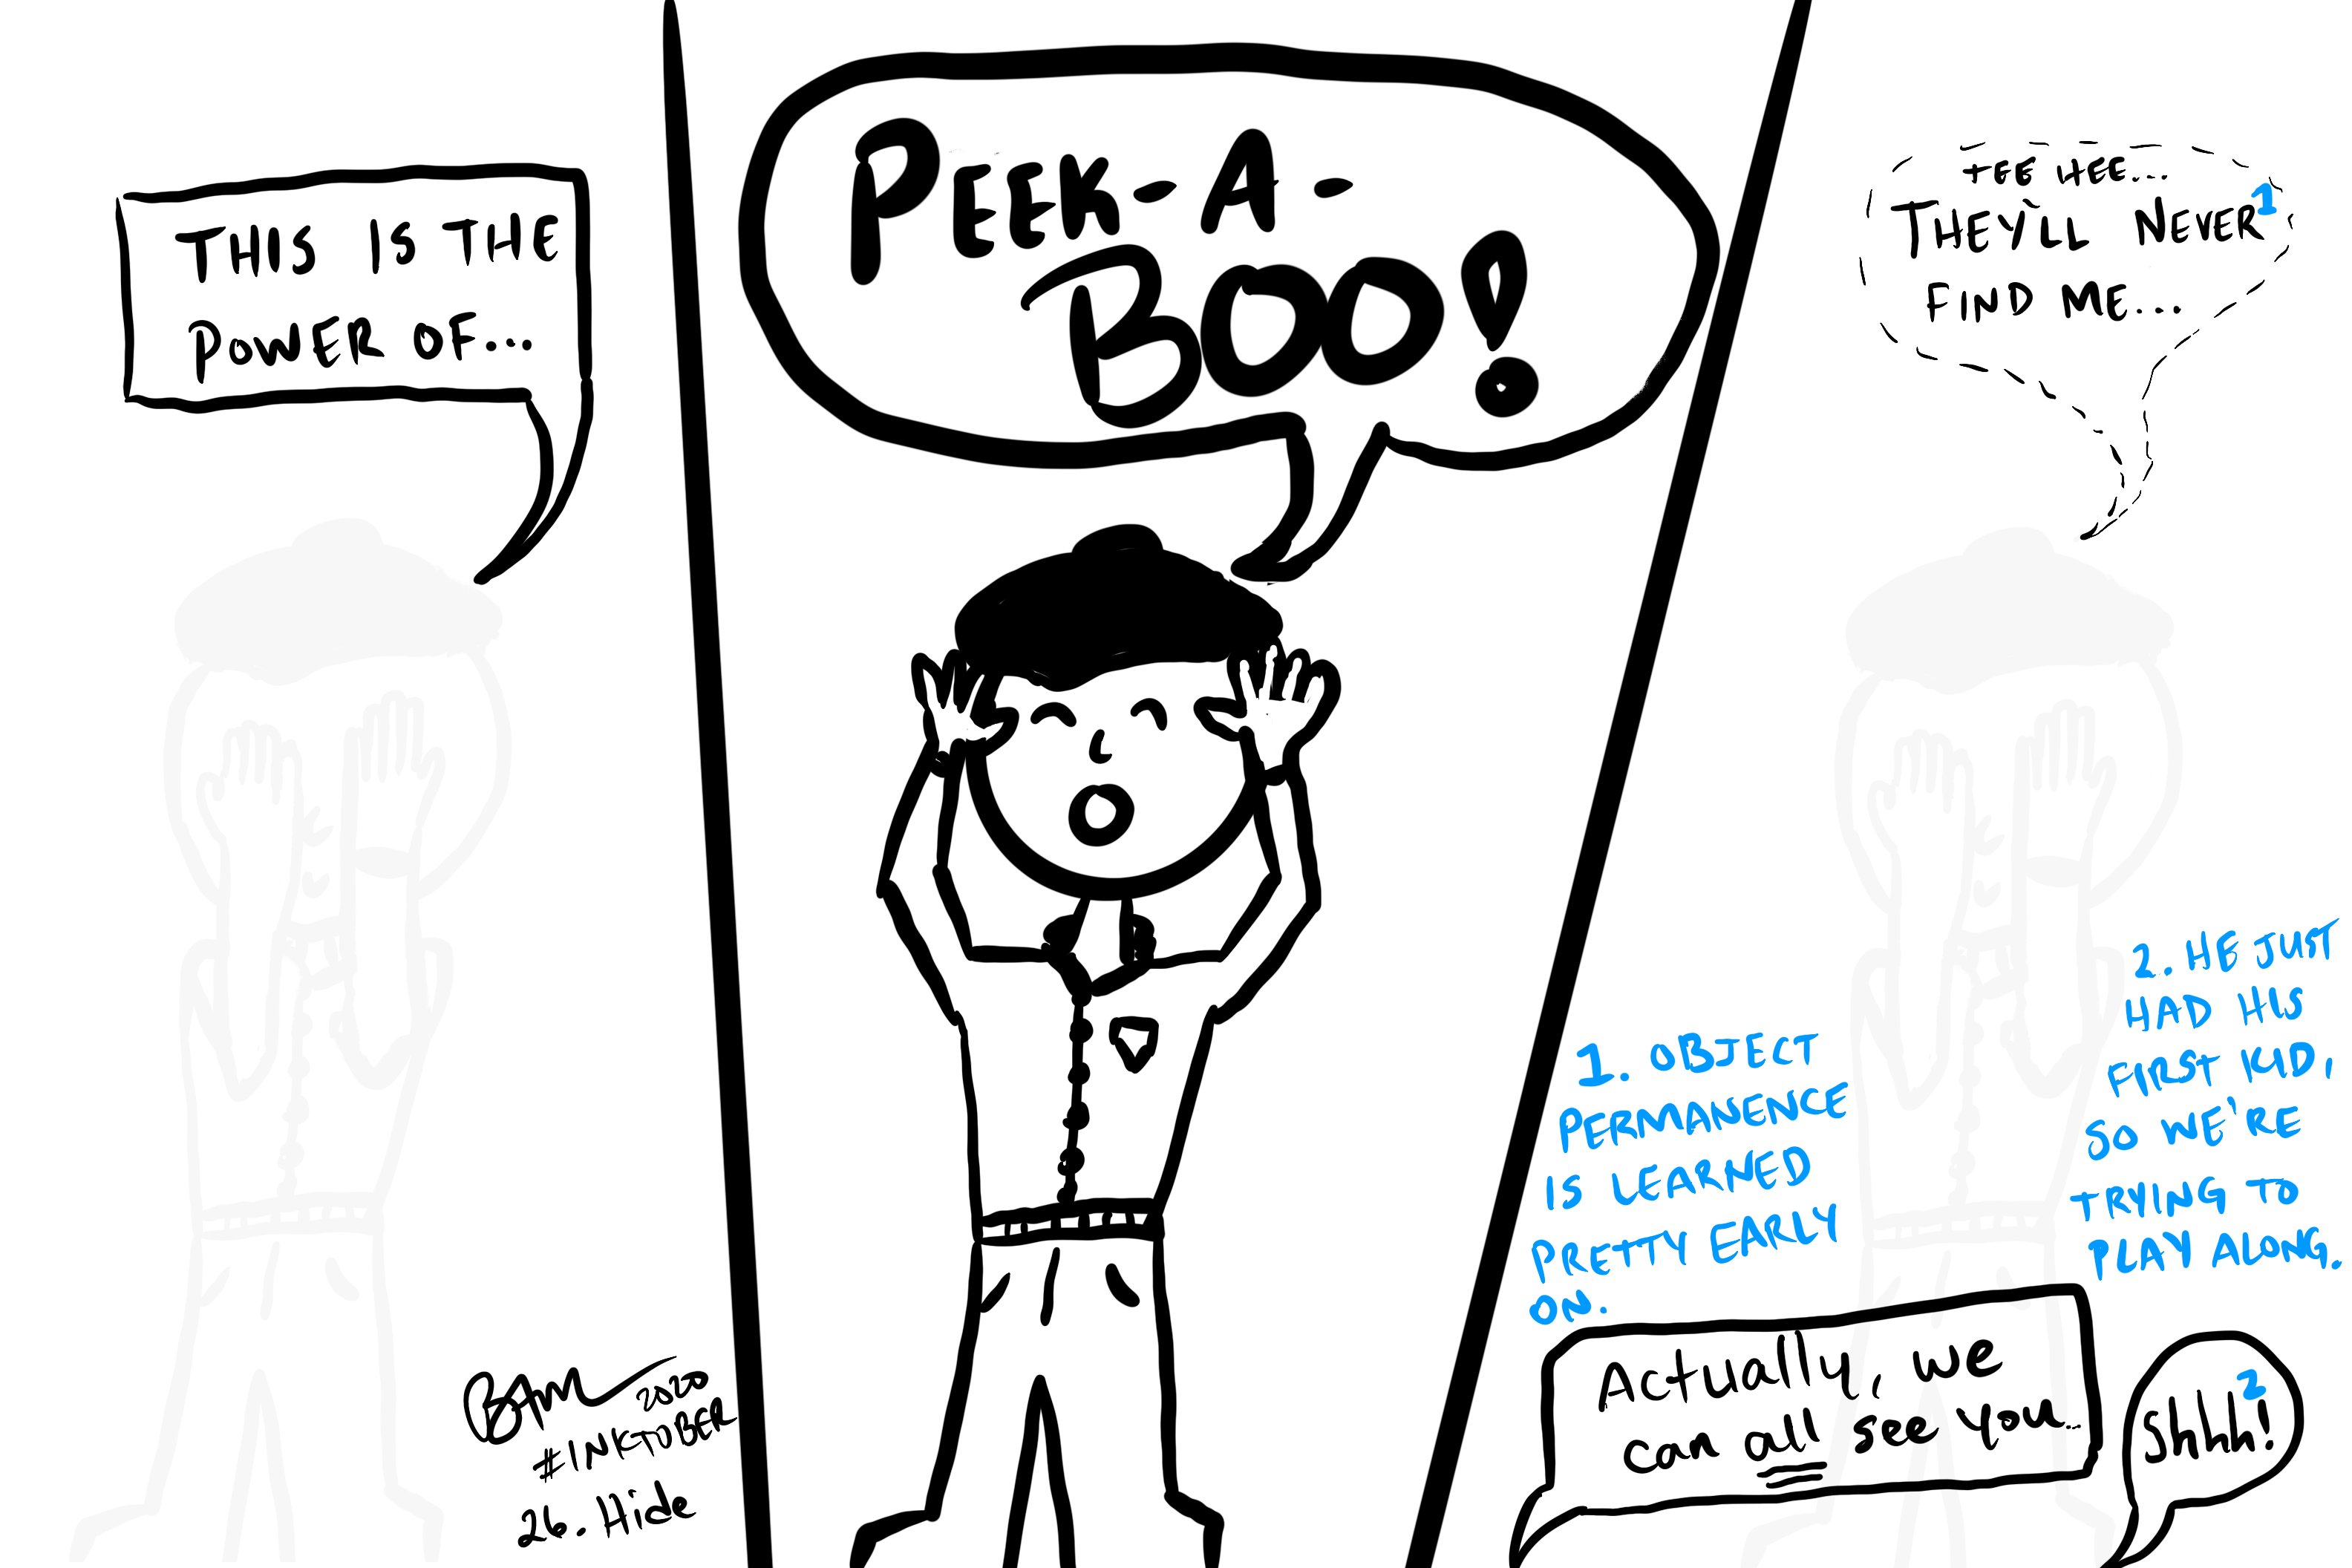 THIS IS THE
POWER OF...
PEEK-A-
BOO!
TEE HEE...
THEY'LL NEVER1
FIND ME...
1. OBJECT
PERMANENCE
IS LEARNED
PRETTY EARLY
ON.
2. HE JUST
HAD HIS
FIRST KID,
SO WE'RE
TRYING TO
PLAY ALONG.
Actually, we
can all see you...
shhh!2
BAM 2020
#INKTOBER
26. Hide